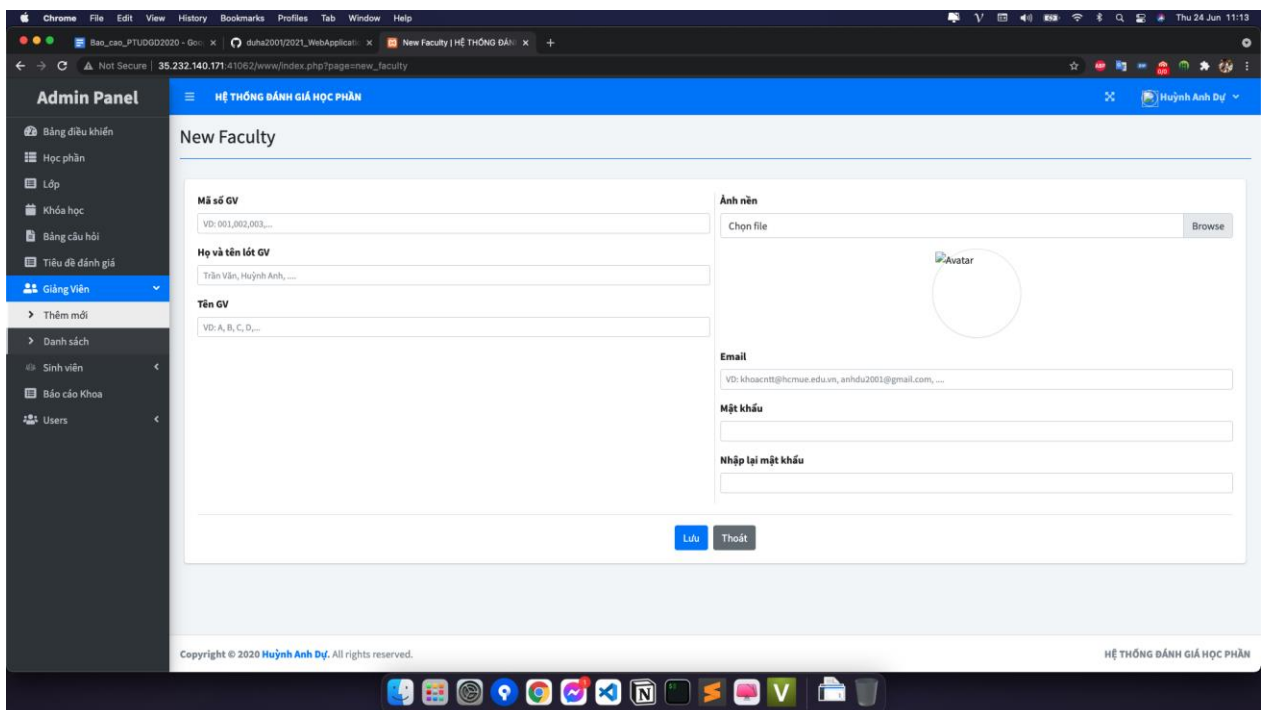 Chrome File Edit View History Bookmarks Profiles Tab Window Help
Thu 24 Jun 11:13
Bao_cao_PTUDGD2020 - Goo
duha2001/2021_WebApplicatio
New Faculty | HỆ THỐNG ĐÁN
Not Secure | 35.232.140.171:41062/www/index.php?page=new_faculty
Admin Panel
HỆ THỐNG ĐÁNH GIÁ HỌC PHẦN
Huỳnh Anh Dự
Bảng điều khiển
Học phần
Lớp
Khóa học
Bảng câu hỏi
Tiêu đề đánh giá
Giảng Viên
Thêm mới
Danh sách
Sinh viên
Báo cáo Khoa
Users
New Faculty
Mã số GV
VD: 001,002,003,...
Họ và tên lót GV
Trần Văn, Huỳnh Anh, ....
Tên GV
VD: A, B, C, D,...
Ảnh nền
Chọn file
Browse
Avatar
Email
VD: khoacntt@hcmue.edu.vn, anhdu2001@gmail.com, ....
Mật khẩu
Nhập lại mật khẩu
Lưu
Thoát
Copyright © 2020 Huỳnh Anh Dự. All rights reserved.
HỆ THỐNG ĐÁNH GIÁ HỌC PHẦN